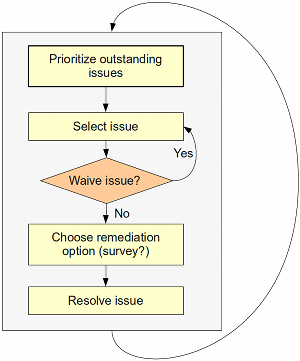 Prioritize outstanding
issues
Select issue
Yes
Waive issue?
No
Choose remediation
option (survey?)
Resolve issue